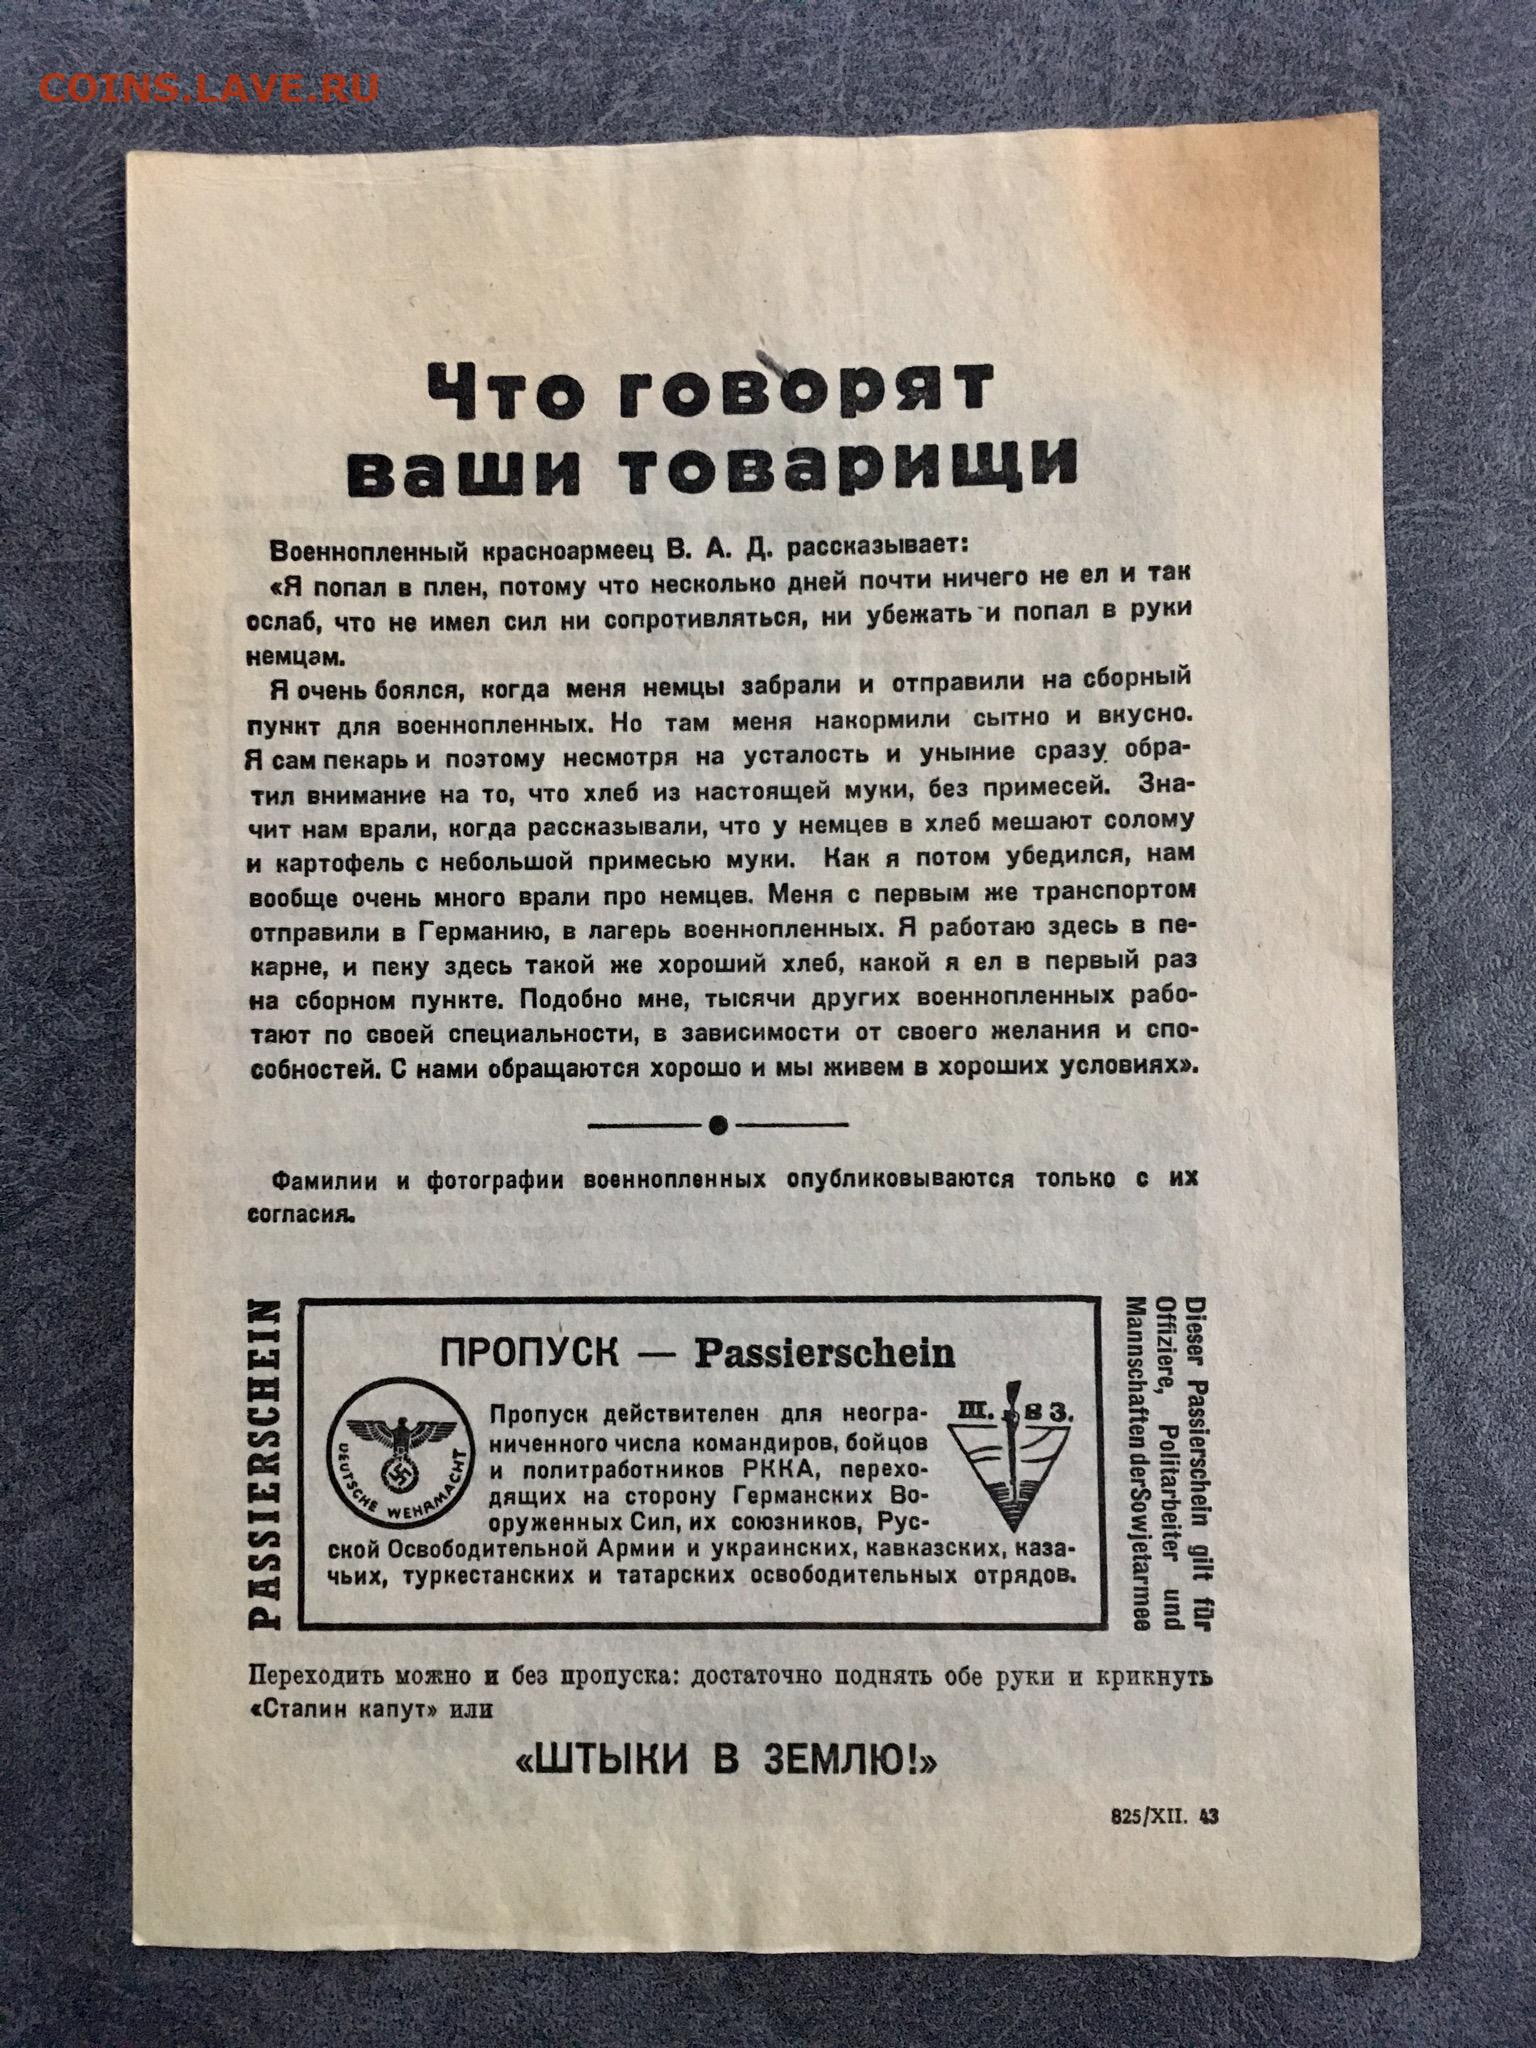 COINS.LAVE.RU
Что говорят
ваши товарищи
Военнопленный красноармеец В. А. Д. рассказывает:
«Я попал в плен, потому что несколько дней почти ничего не ел и так
ослаб, что не имел сил ни сопротивляться, ни убежать и попал в руки
немцам.
Я очень боялся, когда меня немцы забрали и отправили на сборный
пункт для военнопленных. Но там меня накормили сытно и вкусно.
Я сам пекарь и поэтому несмотря на усталость и уныние сразу обра-
тил внимание на то, что хлеб из настоящей муки, без примесей. Зна-
чит нам врали, когда рассказывали, что у немцев в хлеб мешают солому
и картофель с небольшой примесью муки. Как я потом убедился, нам
вообще очень много врали про немцев. Меня с первым же транспортом
отправили в Германию, в лагерь военнопленных. Я работаю здесь в пе-
карне, и пеку здесь такой же хороший хлеб, какой я ел в первый раз
на сборном пункте. Подобно мне, тысячи других военнопленных рабо-
тают по своей специальности, в зависимости от своего желания и спо-
собностей. С нами обращаются хорошо и мы живем в хороших условиях».
Фамилии и фотографии военнопленных опубликовываются только с их
согласия.
PASSIERSCHEIN
ПРОПУСК — Passierschein
DEUTSCHE WEHRMACHT
Пропуск действителен для неогра-
ниченного числа командиров, бойцов
и политработников РККА, перехо-
дящих на сторону Германских Во-
оруженных Сил, их союзников, Рус-
ской Освободительной Армии и украинских, кавказских, каза-
чьих, туркестанских и татарских освободительных отрядов.
Ш. в З.
Dieser Passierschein gilt für
Offiziere, Politarbeiter und
Mannschaften der Sowjetarmee
Переходить можно и без пропуска: достаточно поднять обе руки и крикнуть
«Сталин капут» или
«ШТЫКИ В ЗЕМЛЮ!»
825/XII. 43